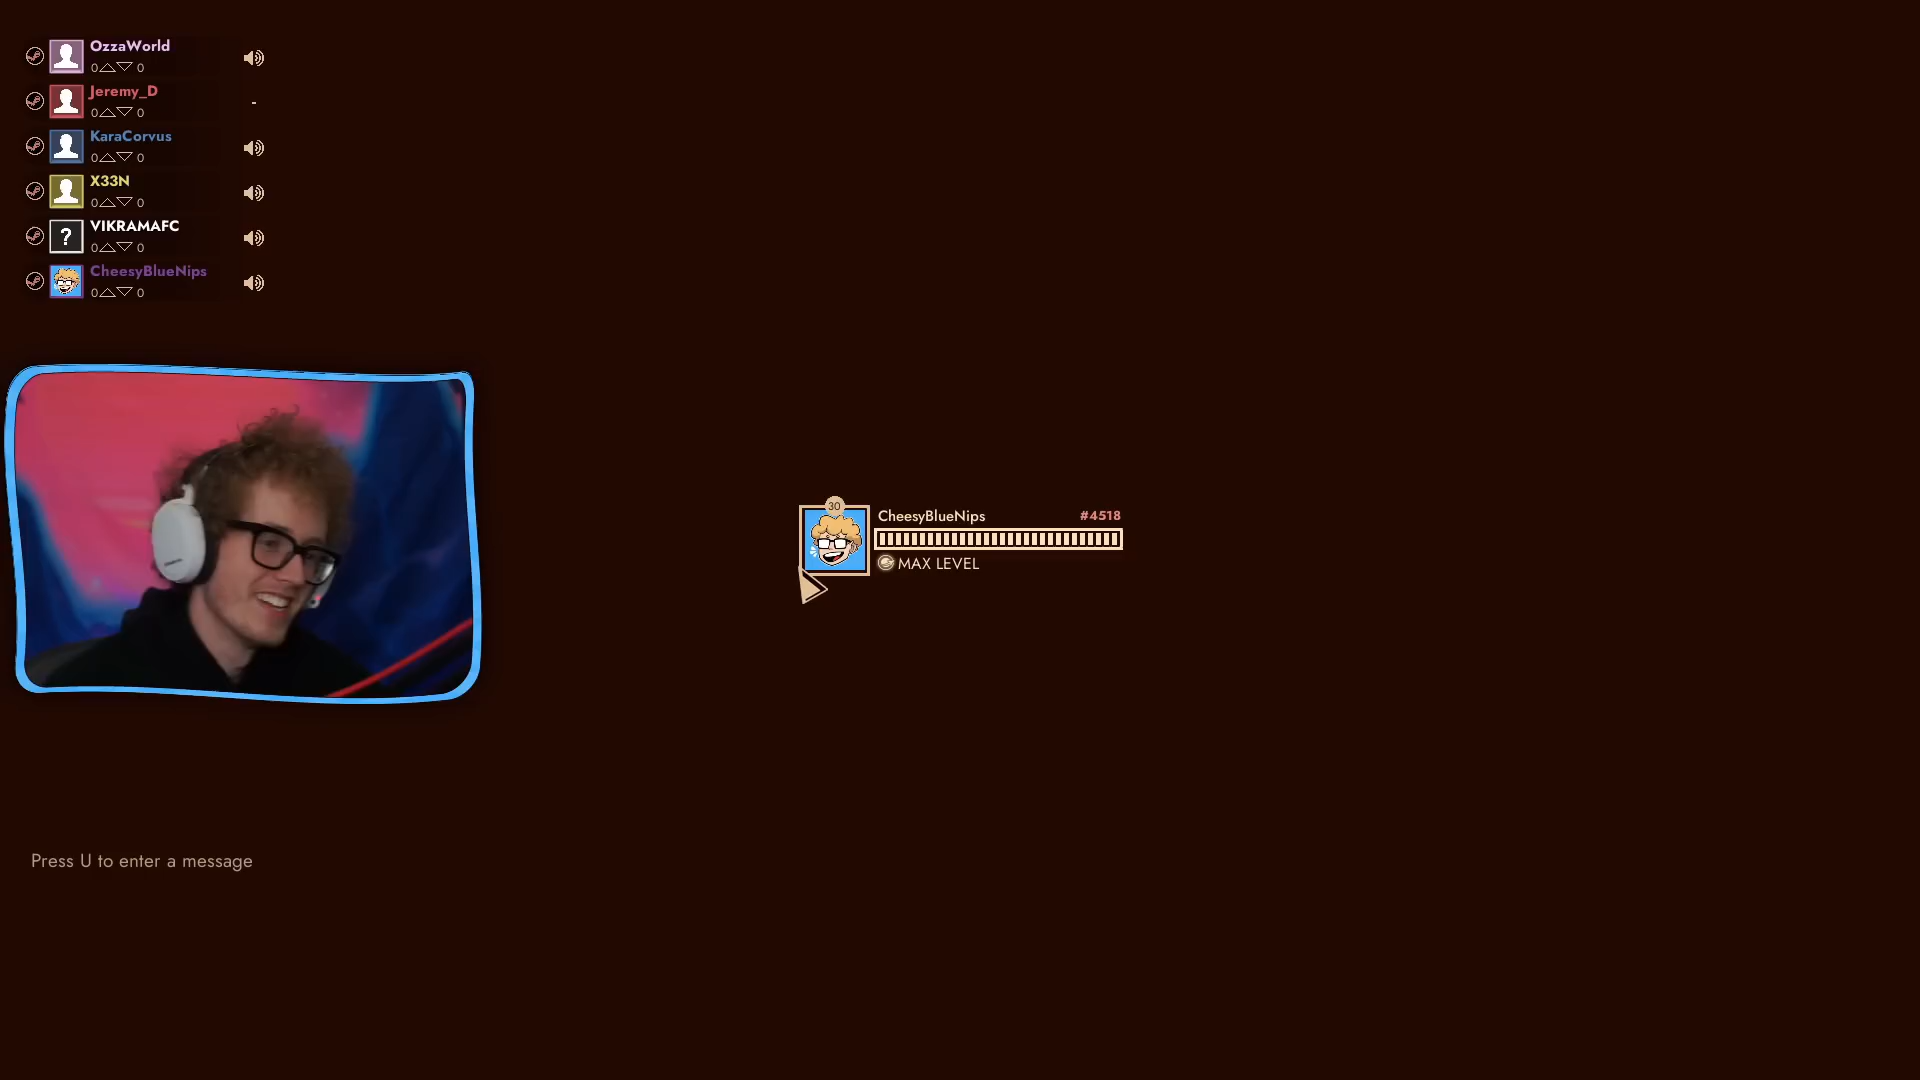 OzzaWorld
0 0
Jeremy_D
0 0
-
KaraCorvus
0 0
X33N
0 0
? VIKRAMAFC
0 0
CheesyBlueNips
0 0
30
CheesyBlueNips #4518
MAX LEVEL
Press U to enter a message